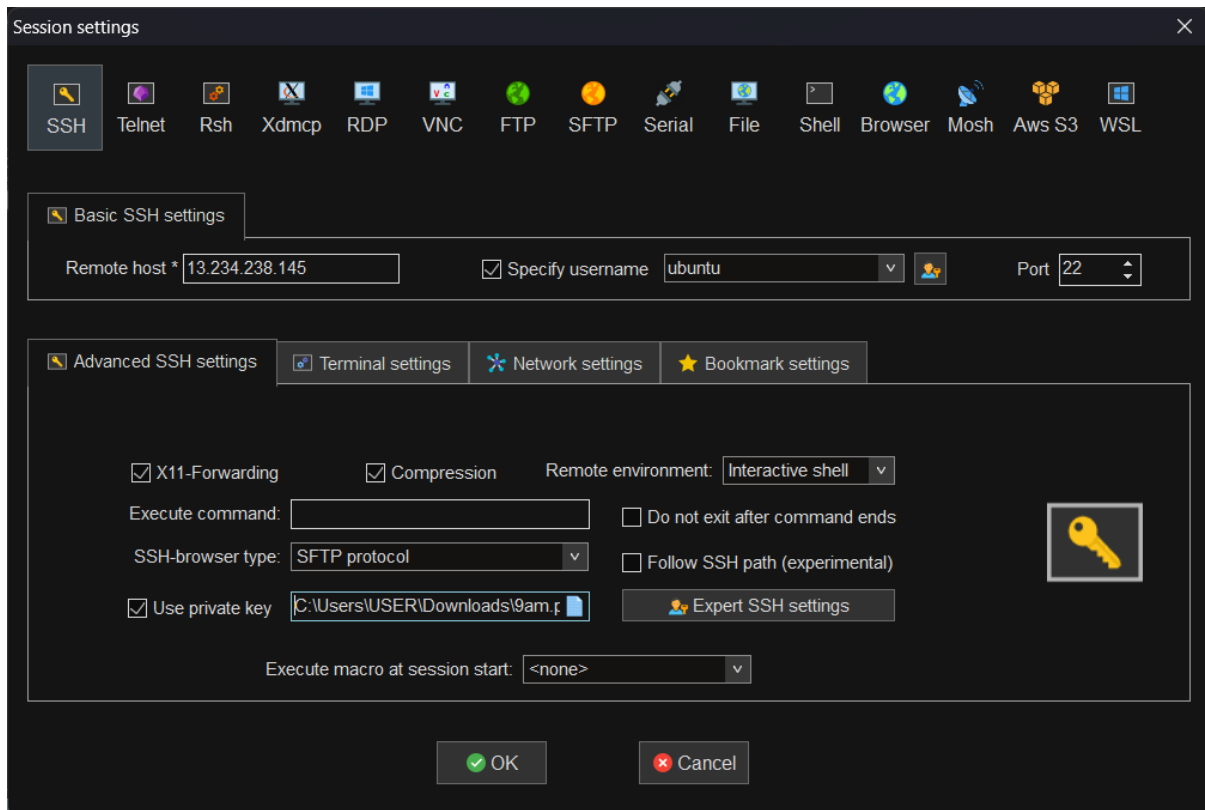 Session settings
SSH Telnet Rsh Xdmcp RDP VNC FTP SFTP Serial File Shell Browser Mosh Aws S3 WSL
Basic SSH settings
Remote host * 13.234.238.145 Specify username ubuntu Port 22
Advanced SSH settings Terminal settings Network settings Bookmark settings
X11-Forwarding Compression Remote environment: Interactive shell
Execute command: Do not exit after command ends
SSH-browser type: SFTP protocol Follow SSH path (experimental)
Use private key C:\Users\USER\Downloads\9am.p Expert SSH settings
Execute macro at session start: <none>
OK Cancel